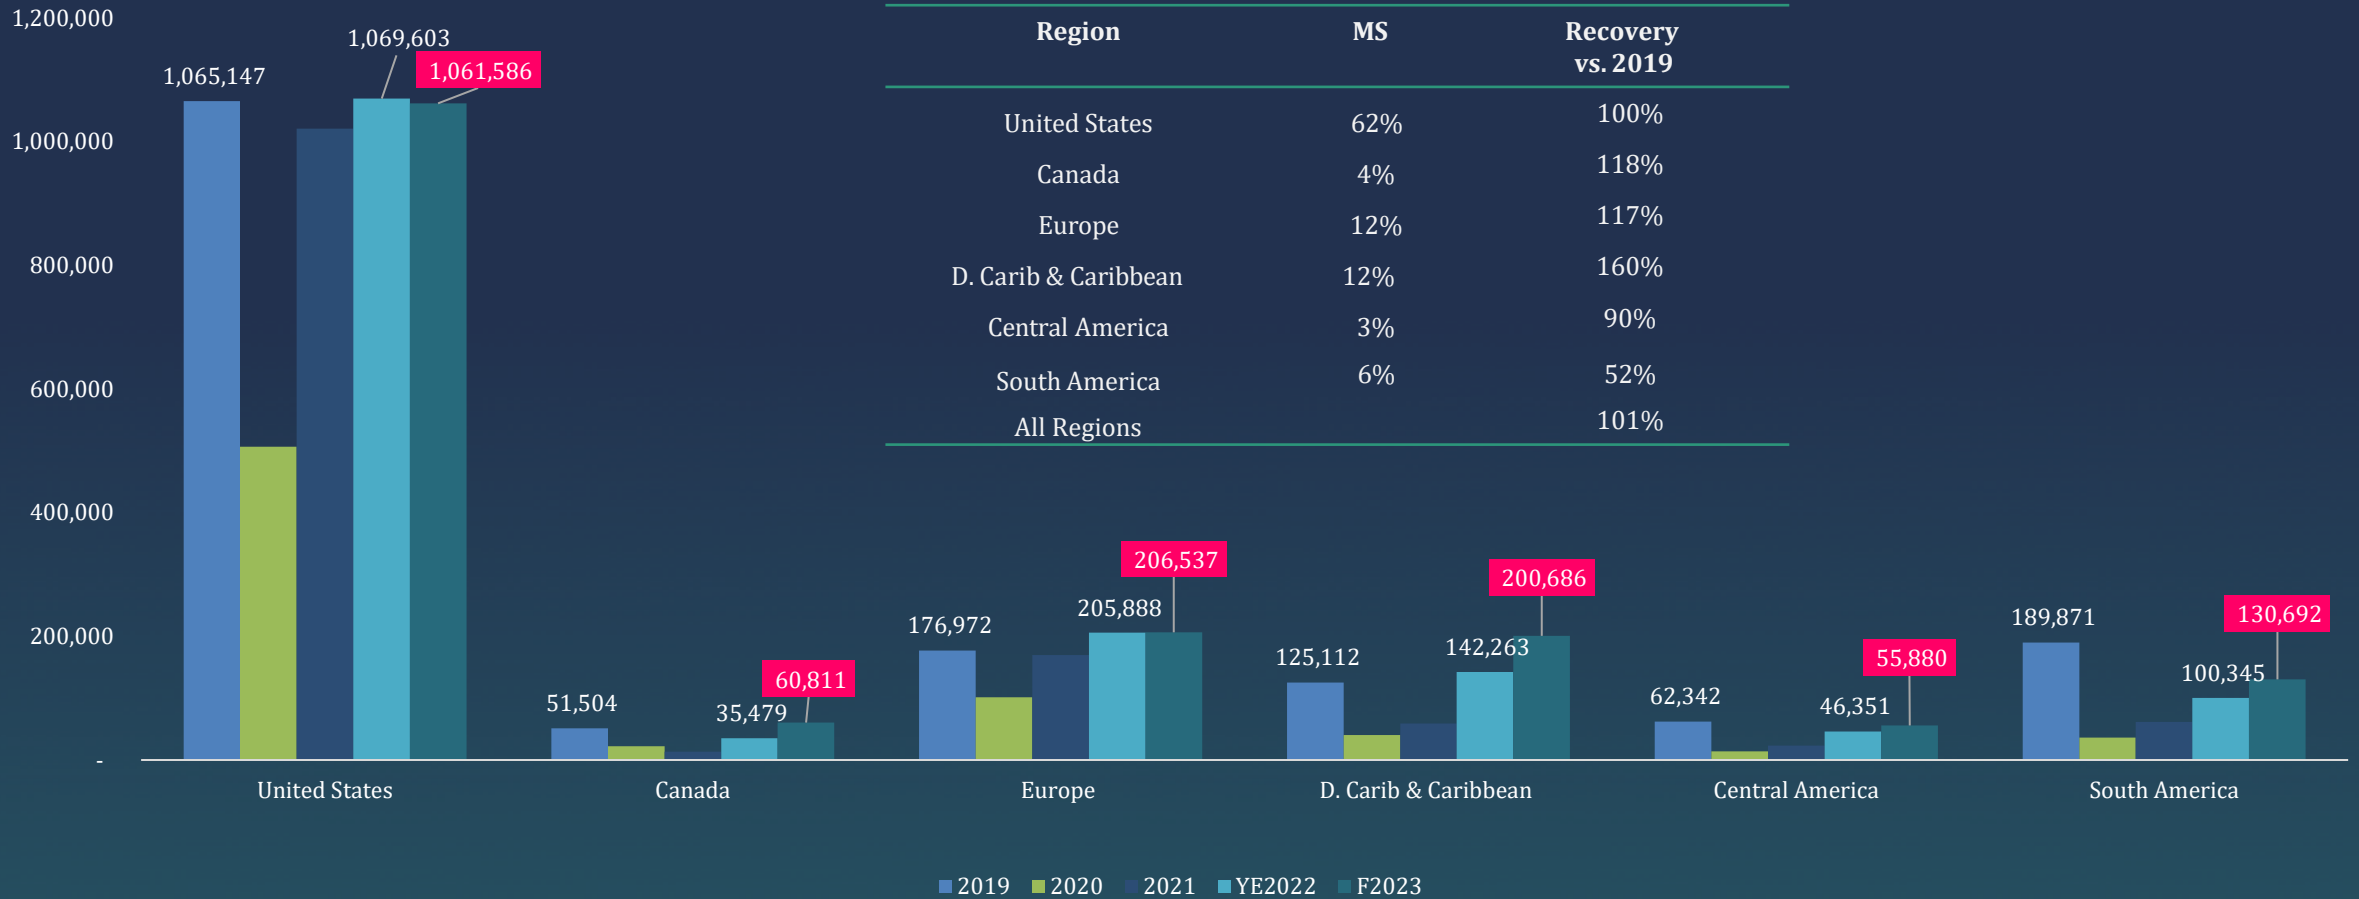 Region MS Recovery
vs. 2019
United States 62% 100%
Canada 4% 118%
Europe 12% 117%
D. Carib & Caribbean 12% 160%
Central America 3% 90%
South America 6% 52%
All Regions 101%
1,200,000
1,000,000
800,000
600,000
400,000
200,000
-
1,065,147
1,069,603
1,061,586
51,504
35,479
60,811
176,972
205,888
206,537
125,112
142,263
200,686
62,342
46,351
55,880
189,871
100,345
130,692
United States Canada Europe D. Carib & Caribbean Central America South America
2019 2020 2021 YE2022 F2023